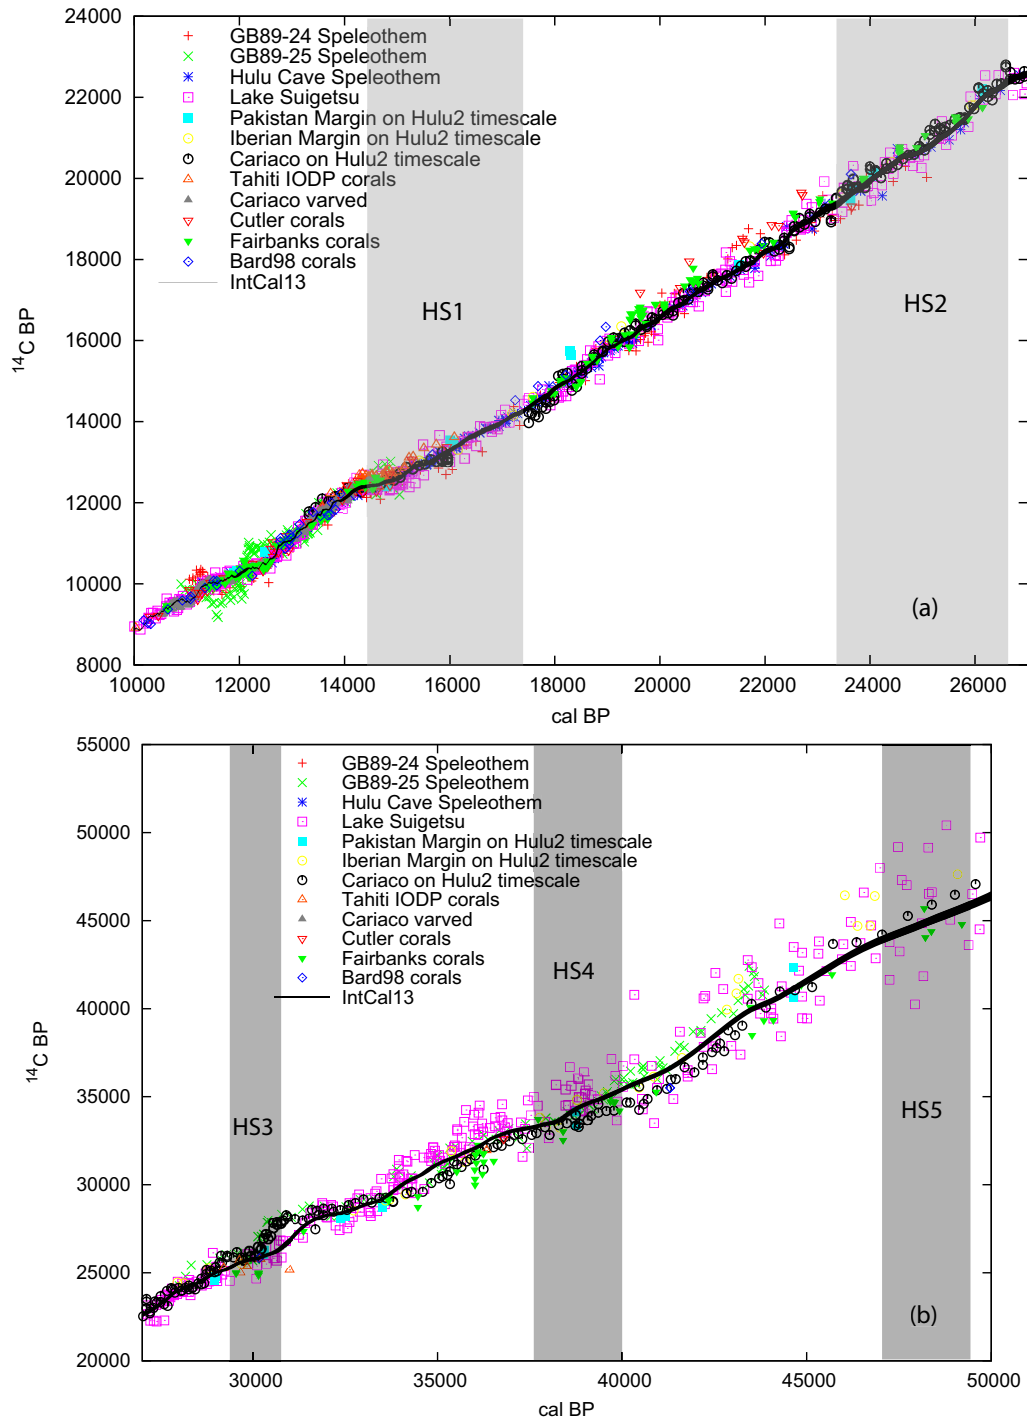 24000
22000
20000
18000
16000
14000
12000
10000
8000
¹⁴C BP
GB89-24 Speleothem
GB89-25 Speleothem
Hulu Cave Speleothem
Lake Suigetsu
Pakistan Margin on Hulu2 timescale
Iberian Margin on Hulu2 timescale
Cariaco on Hulu2 timescale
Tahiti IODP corals
Cariaco varved
Cutler corals
Fairbanks corals
Bard98 corals
IntCal13
HS1
HS2
(a)
10000 12000 14000 16000 18000 20000 22000 24000 26000
cal BP
55000
50000
45000
40000
35000
30000
25000
20000
¹⁴C BP
GB89-24 Speleothem
GB89-25 Speleothem
Hulu Cave Speleothem
Lake Suigetsu
Pakistan Margin on Hulu2 timescale
Iberian Margin on Hulu2 timescale
Cariaco on Hulu2 timescale
Tahiti IODP corals
Cariaco varved
Cutler corals
Fairbanks corals
Bard98 corals
IntCal13
HS3
HS4
HS5
(b)
30000 35000 40000 45000 50000
cal BP